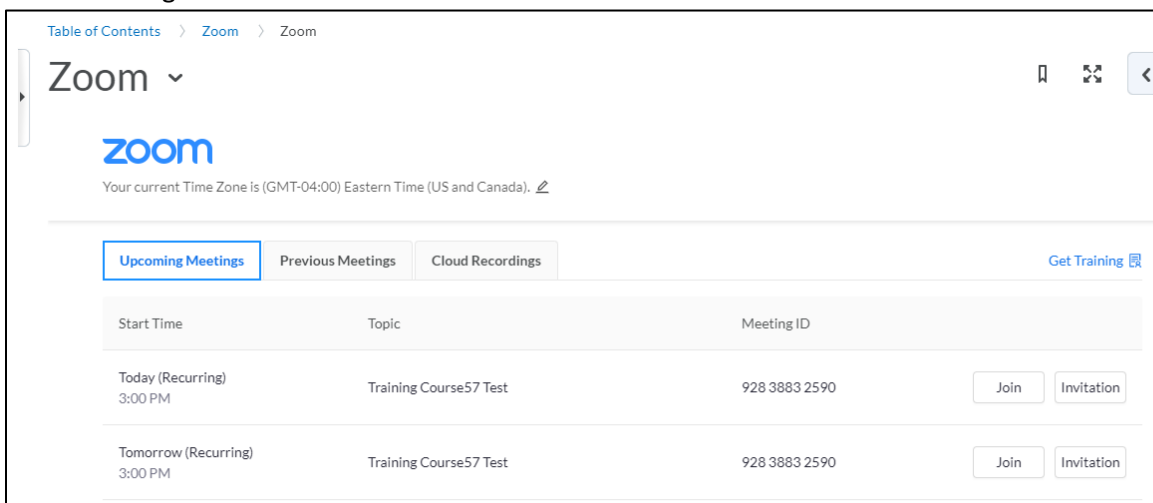 Table of Contents > Zoom > Zoom
Zoom
zoom
Your current Time Zone is (GMT-04:00) Eastern Time (US and Canada).
Upcoming Meetings Previous Meetings Cloud Recordings Get Training
Start Time Topic Meeting ID
Today (Recurring)
3:00 PM Training Course57 Test 928 3883 2590 Join Invitation
Tomorrow (Recurring)
3:00 PM Training Course57 Test 928 3883 2590 Join Invitation